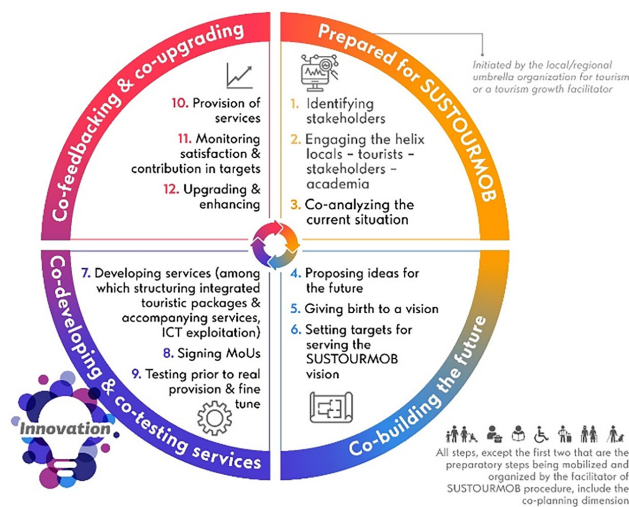 Prepared for SUSTOURMOB
Initiated by the local/regional
umbrella organization for tourism
or a tourism growth facilitator
1. Identifying
stakeholders
2. Engaging the helix
locals – tourists –
stakeholders –
academia
3. Co-analyzing the
current situation
Co-building the future
4. Proposing ideas for
the future
5. Giving birth to a vision
6. Setting targets for
serving the
SUSTOURMOB
vision
Co-developing & co-testing services
7. Developing services (among
which structuring integrated
touristic packages &
accompanying services,
ICT exploitation)
8. Signing MoUs
9. Testing prior to real
provision & fine
tune
Co-feedbacking & co-upgrading
10. Provision of
services
11. Monitoring
satisfaction &
contribution in targets
12. Upgrading &
enhancing
Innovation
All steps, except the first two that are the
preparatory steps being mobilized and
organized by the facilitator of
SUSTOURMOB procedure, include the
co-planning dimension